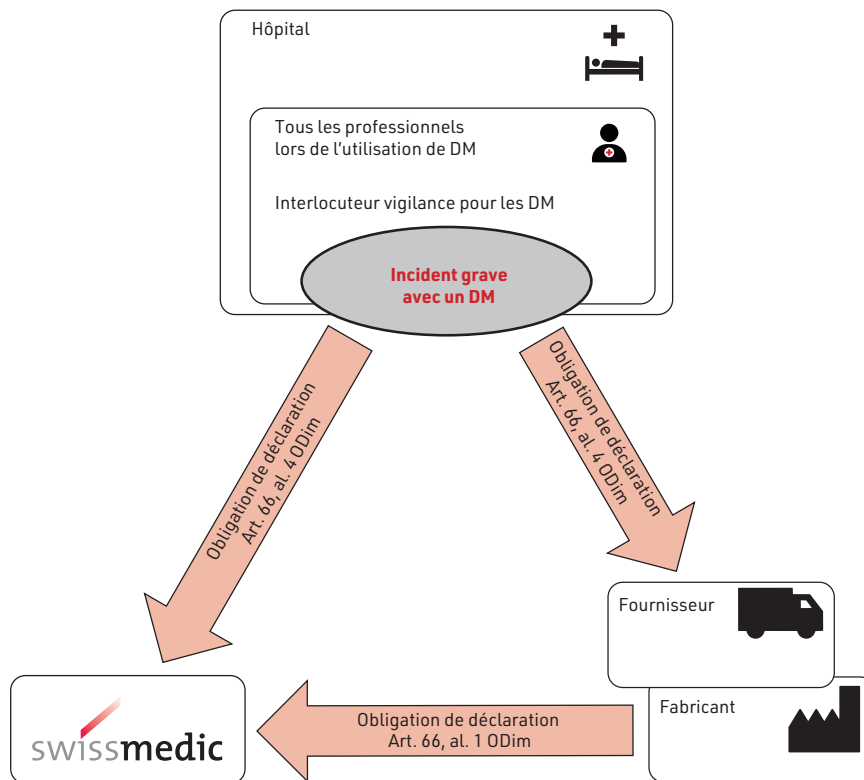 Hôpital
Tous les professionnels
lors de l'utilisation de DM
Interlocuteur vigilance pour les DM
Incident grave
avec un DM
Obligation de déclaration
Art. 66, al. 4 ODim
Obligation de déclaration
Art. 66, al. 4 ODim
Fournisseur
Fabricant
Obligation de déclaration
Art. 66, al. 1 ODim
swissmedic